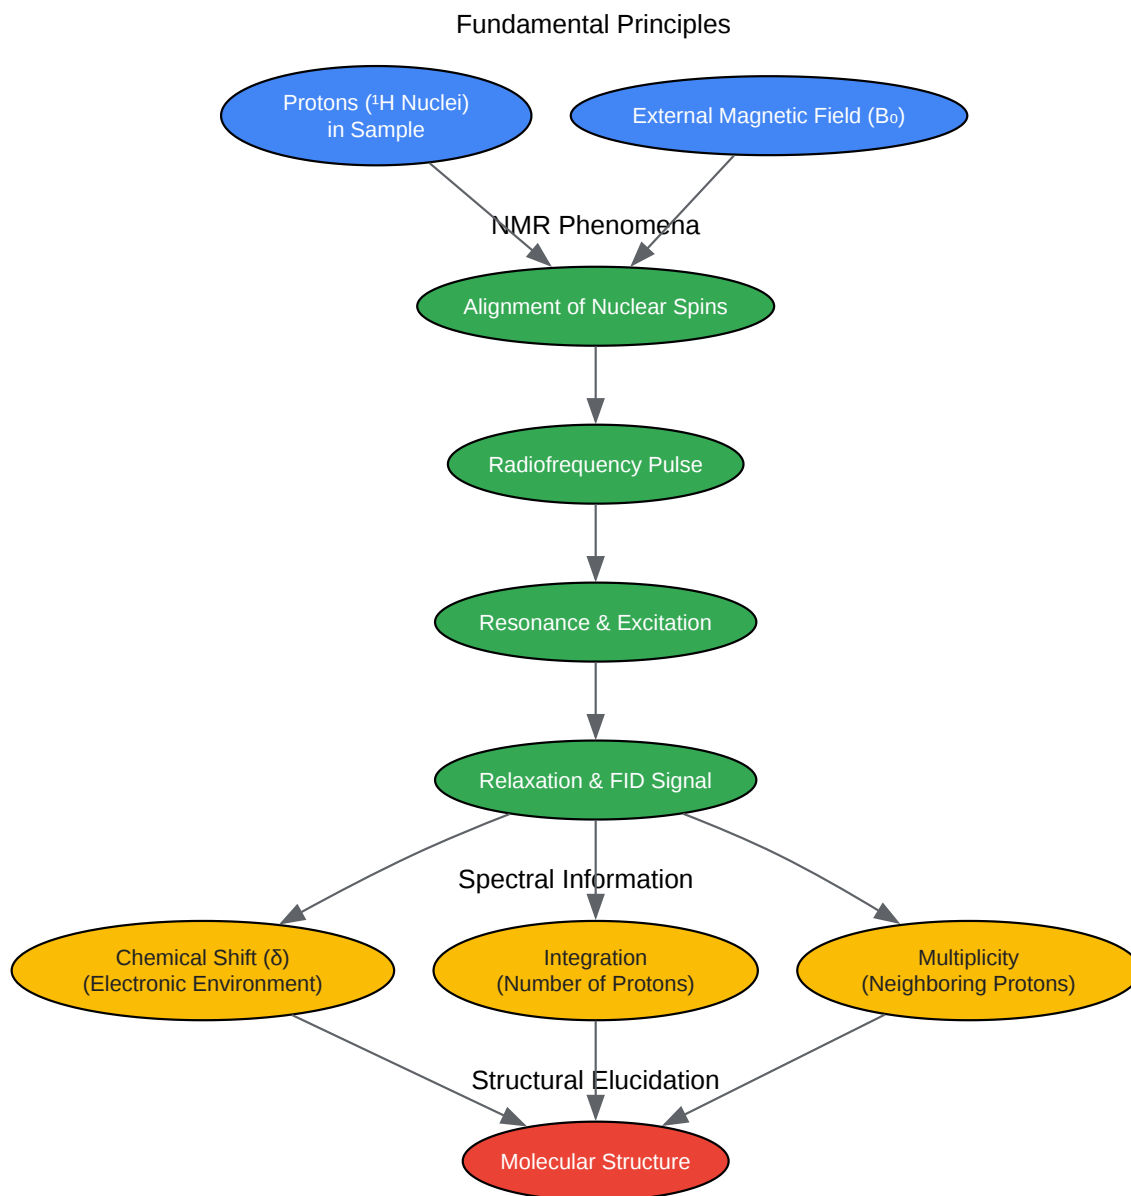 Fundamental Principles
Protons (¹H Nuclei)
in Sample
External Magnetic Field (B₀)
NMR Phenomena
Alignment of Nuclear Spins
Radiofrequency Pulse
Resonance & Excitation
Relaxation & FID Signal
Spectral Information
Chemical Shift (δ)
(Electronic Environment)
Integration
(Number of Protons)
Multiplicity
(Neighboring Protons)
Structural Elucidation
Molecular Structure